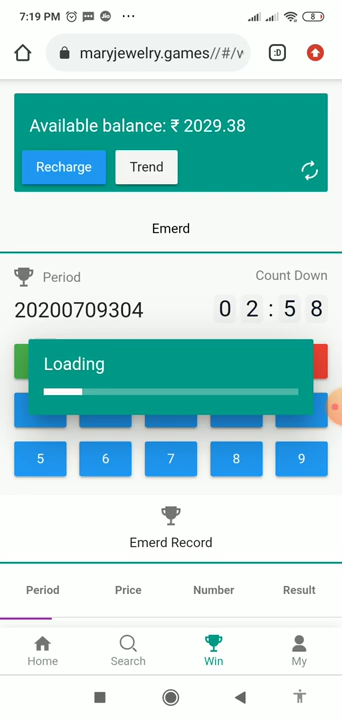 7:19 PM
8
maryjewelry.games//#/w
:D
Available balance: ₹ 2029.38
Recharge
Trend
Emerd
Period
Count Down
20200709304
0 2 : 5 8
Loading
5 6 7 8 9
Emerd Record
Period Price Number Result
Home Search Win My